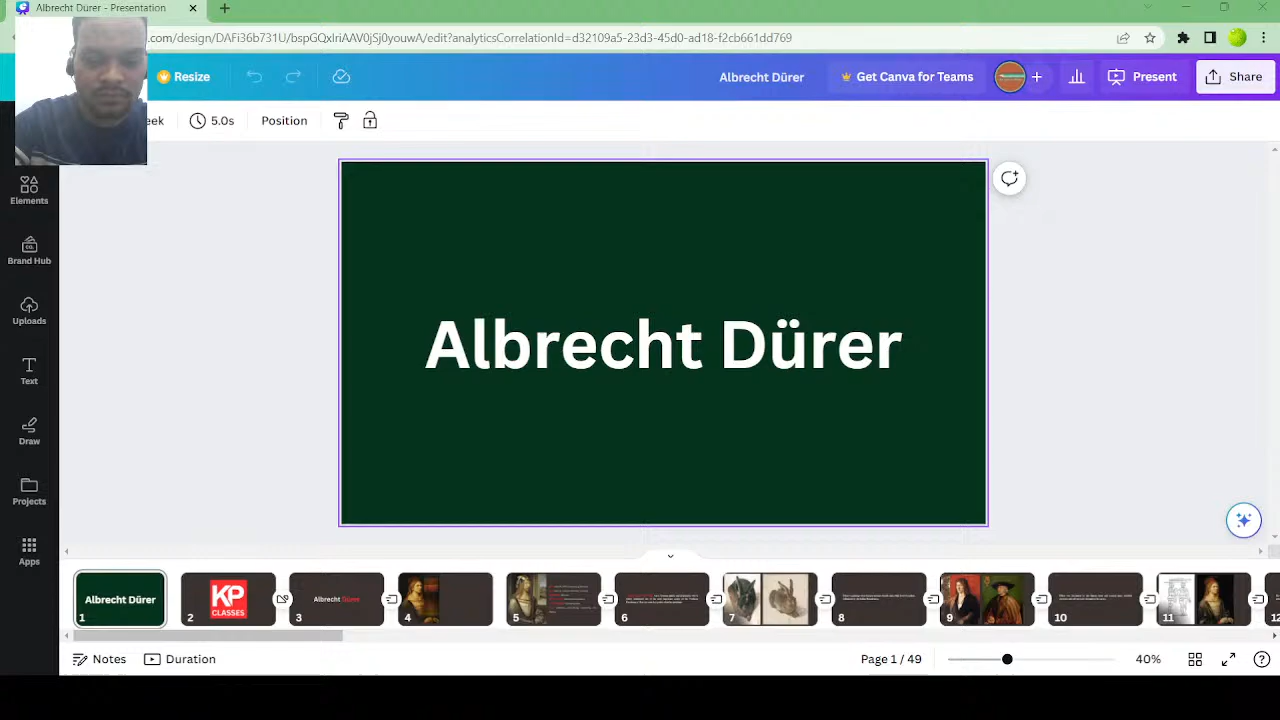 Albrecht Dürer - Presentation
.com/design/DAFi36b731U/bspGQxIriAAV0jSj0youwA/edit?analyticsCorrelationId=d32109a5-23d3-45d0-ad18-f2cb661dd769
Resize
Albrecht Dürer
Get Canva for Teams
Present
Share
eek
5.0s
Position
Elements
Brand Hub
Uploads
Text
Draw
Projects
Apps
Albrecht Dürer
Albrecht Dürer
KP
CLASSES
Albrecht Dürer
1
2
3
4
5
6
7
8
9
10
11
12
Notes
Duration
Page 1 / 49
40%